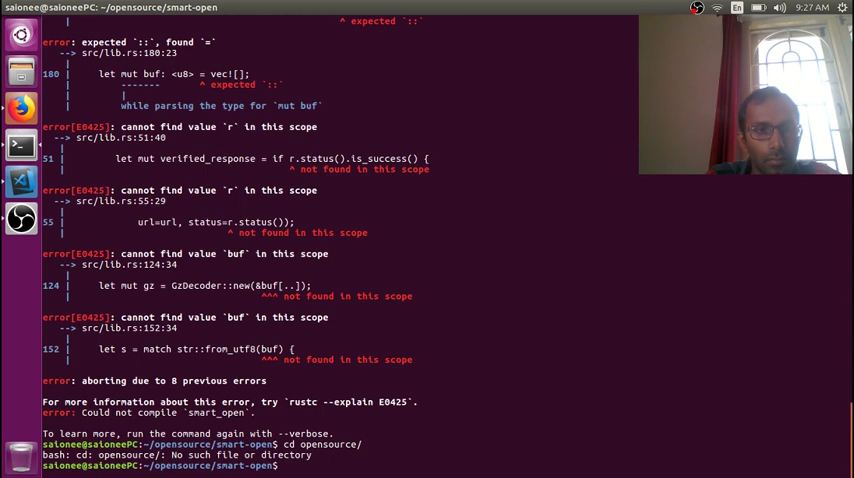 saionee@saioneePC: ~/opensource/smart-open
En
9:27 AM
^ expected `::`
error: expected `::`, found `=`
--> src/lib.rs:180:23
|
180 | let mut buf: <u8> = vec![];
| ------- ^ expected `::`
| |
| while parsing the type for `mut buf`
error[E0425]: cannot find value `r` in this scope
--> src/lib.rs:51:40
|
51 | let mut verified_response = if r.status().is_success() {
| ^ not found in this scope
error[E0425]: cannot find value `r` in this scope
--> src/lib.rs:55:29
|
55 | url=url, status=r.status());
| ^ not found in this scope
error[E0425]: cannot find value `buf` in this scope
--> src/lib.rs:124:34
|
124 | let mut gz = GzDecoder::new(&buf[..]);
| ^^^ not found in this scope
error[E0425]: cannot find value `buf` in this scope
--> src/lib.rs:152:34
|
152 | let s = match str::from_utf8(buf) {
| ^^^ not found in this scope
error: aborting due to 8 previous errors
For more information about this error, try `rustc --explain E0425`.
error: Could not compile `smart_open`.
To learn more, run the command again with --verbose.
saionee@saioneePC:~/opensource/smart-open$ cd opensource/
bash: cd: opensource/: No such file or directory
saionee@saioneePC:~/opensource/smart-open$